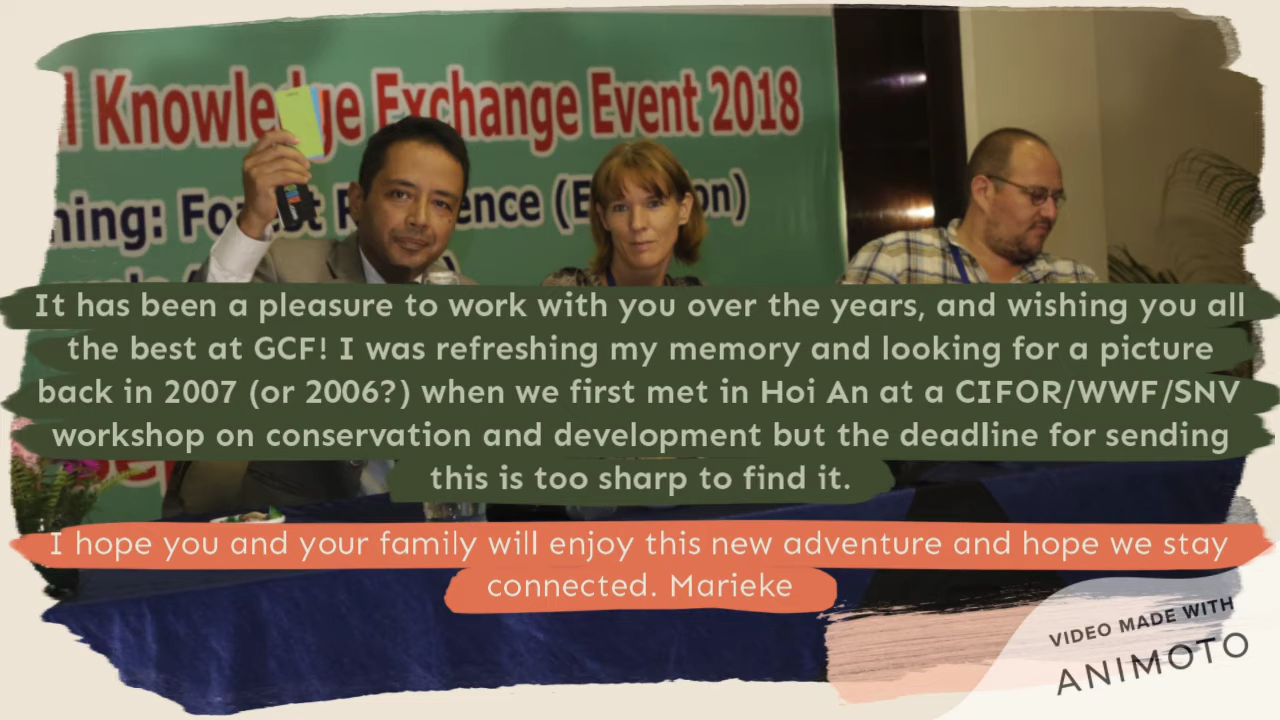 l Knowledge Exchange Event 2018
It has been a pleasure to work with you over the years, and wishing you all
the best at GCF! I was refreshing my memory and looking for a picture
back in 2007 (or 2006?) when we first met in Hoi An at a CIFOR/WWF/SNV
workshop on conservation and development but the deadline for sending
this is too sharp to find it.
I hope you and your family will enjoy this new adventure and hope we stay
connected. Marieke
VIDEO MADE WITH
ANIMOTO